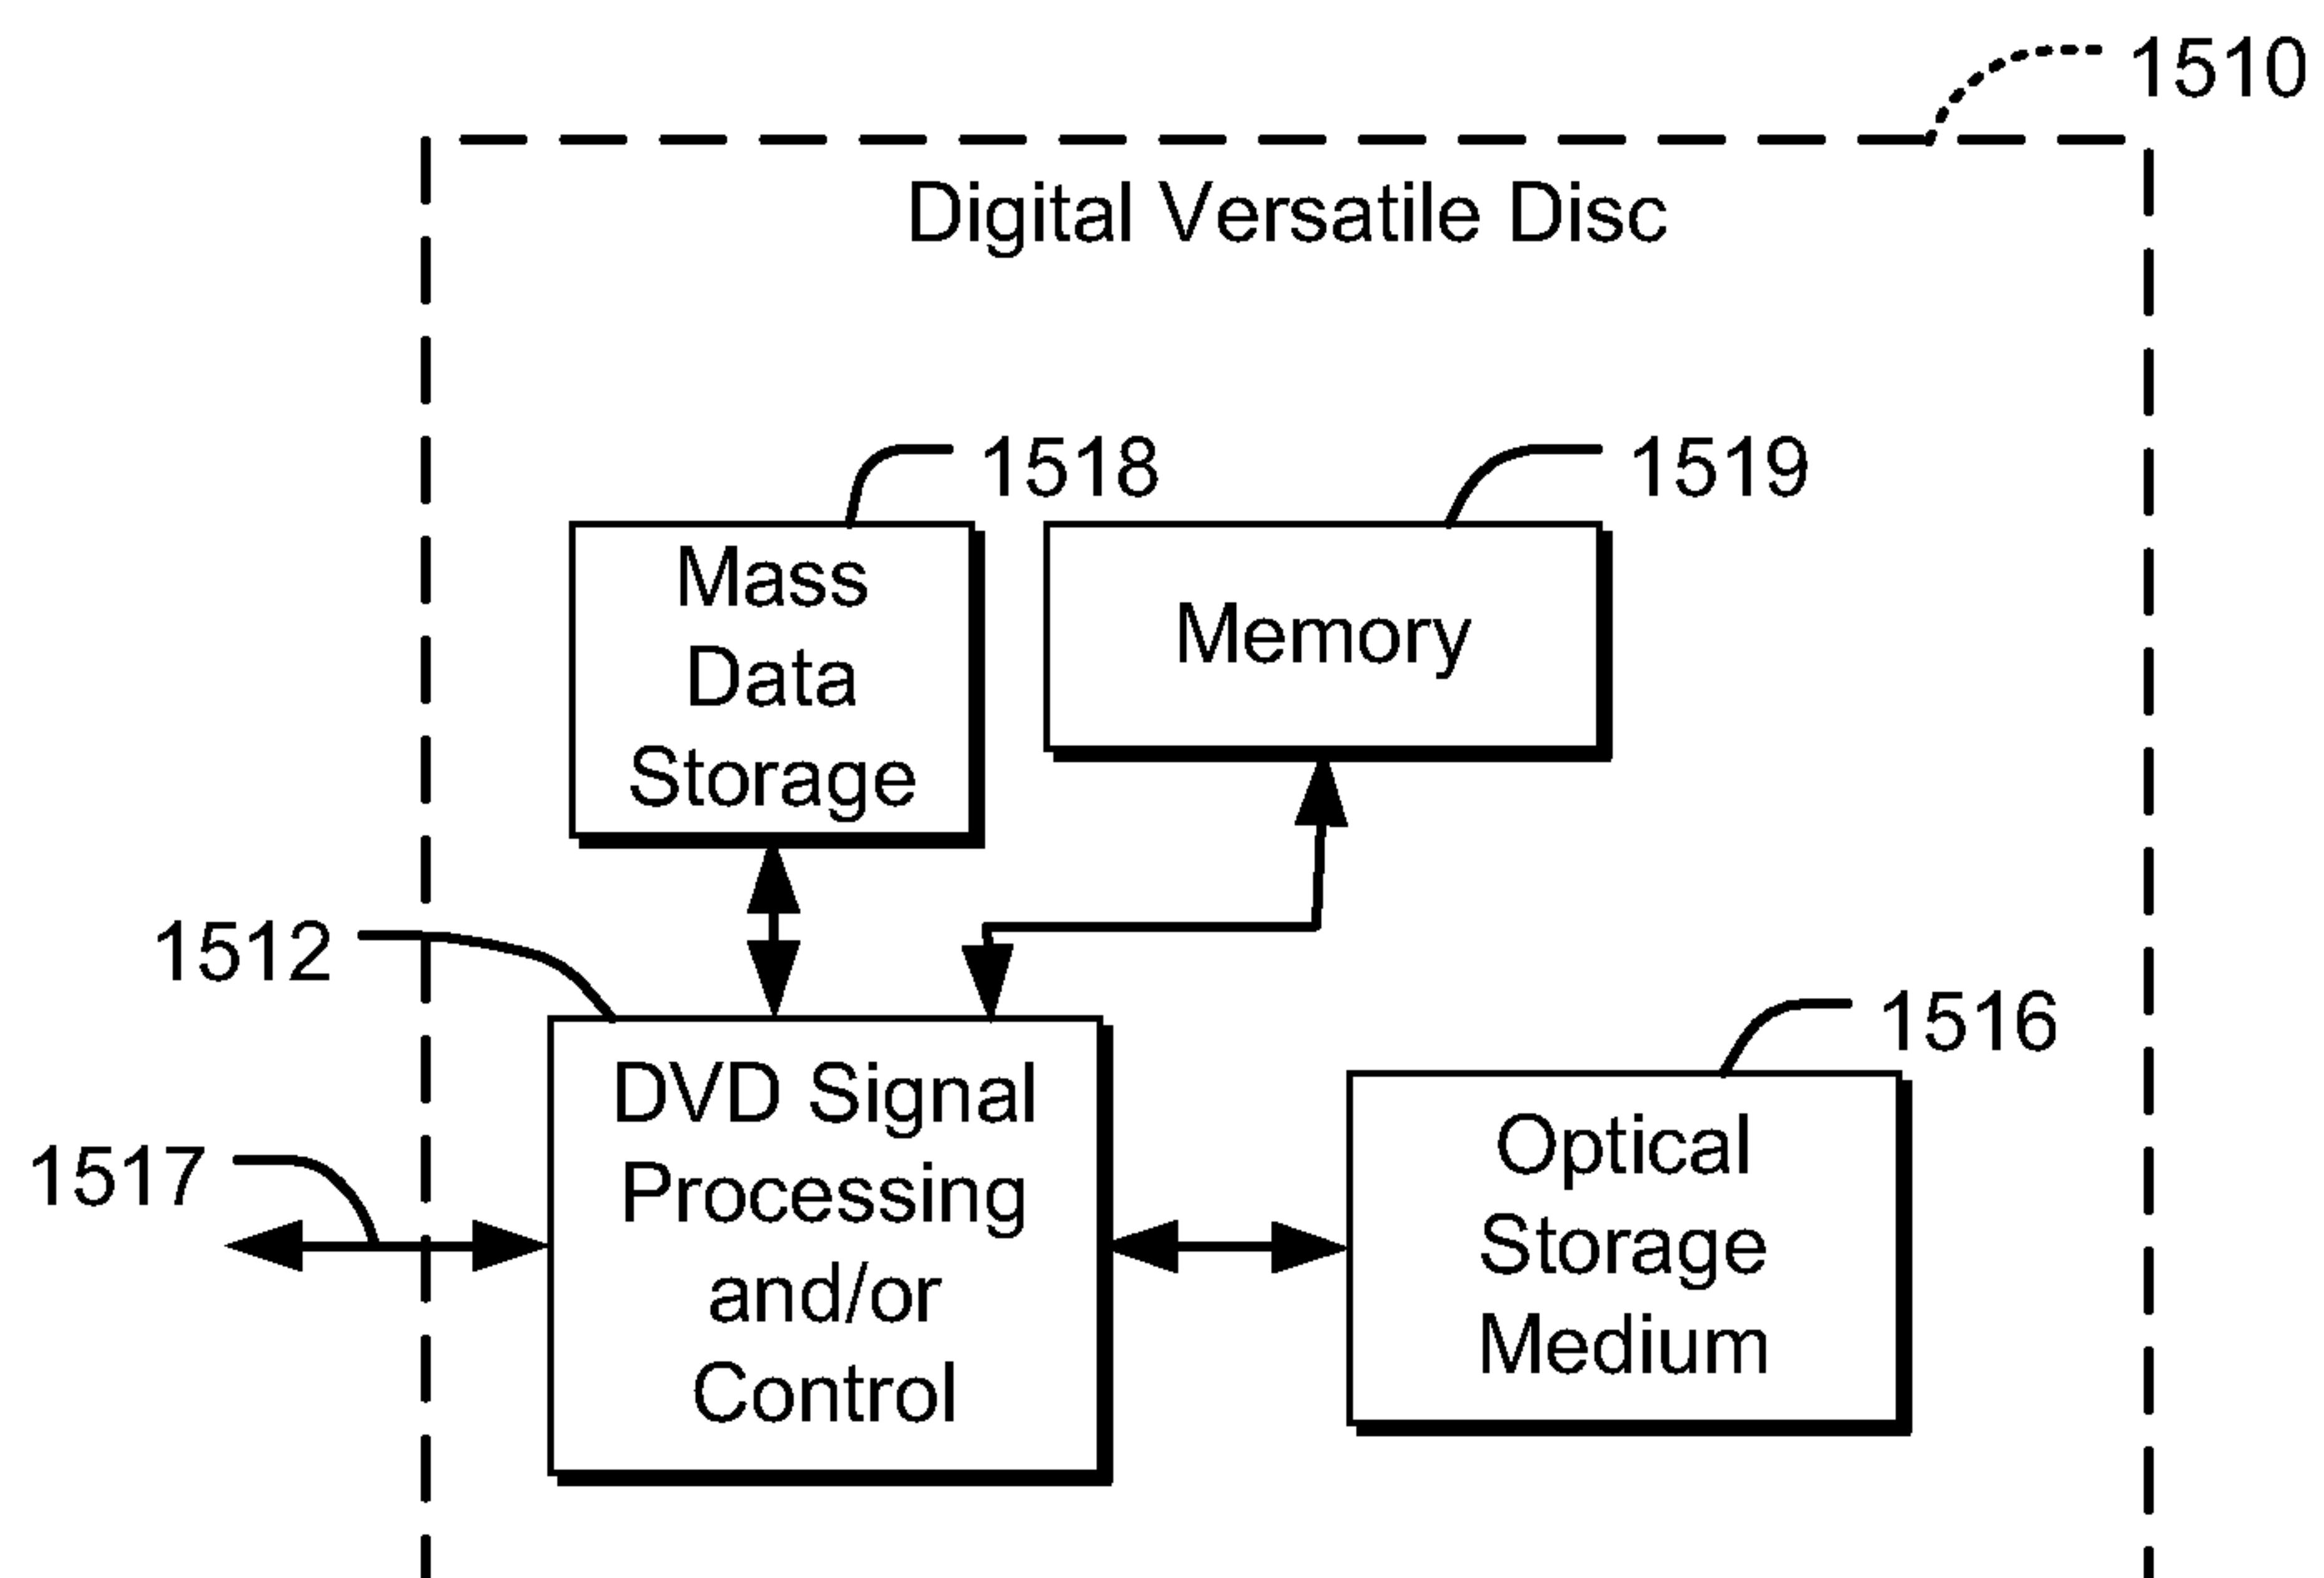 1510
Digital Versatile Disc
1518
1519
Mass
Data
Storage
Memory
1512
1516
DVD Signal
Processing
and/or
Control
1517
Optical
Storage
Medium